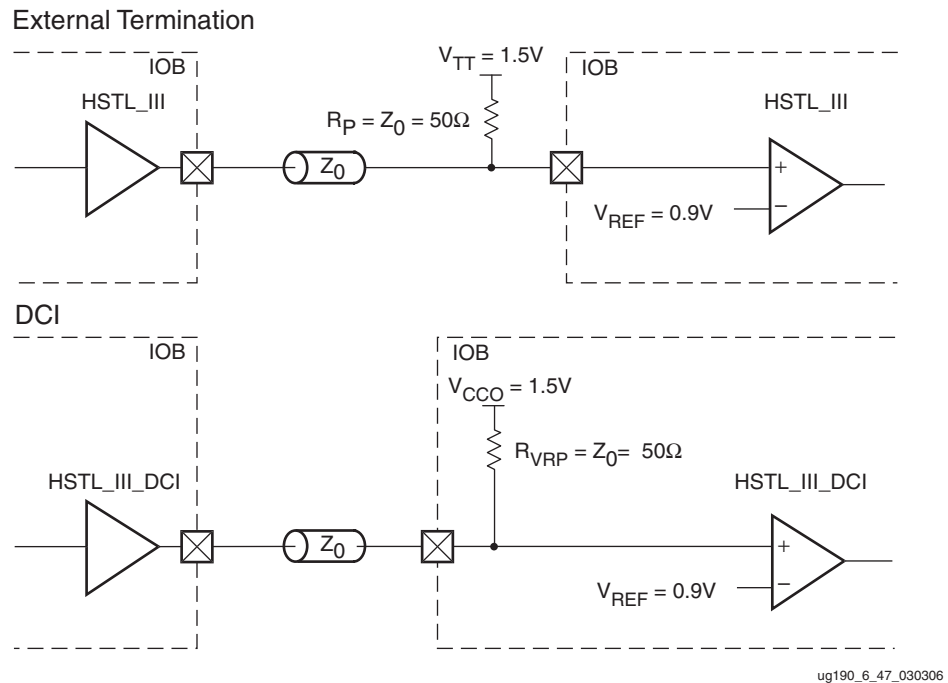 External Termination
IOB
HSTL_III
R_P = Z_0 = 50Ω
V_TT = 1.5V
Z_0
IOB
HSTL_III
+
−
V_REF = 0.9V
DCI
IOB
HSTL_III_DCI
Z_0
IOB
V_CCO = 1.5V
R_VRP = Z_0= 50Ω
HSTL_III_DCI
+
−
V_REF = 0.9V
ug190_6_47_030306